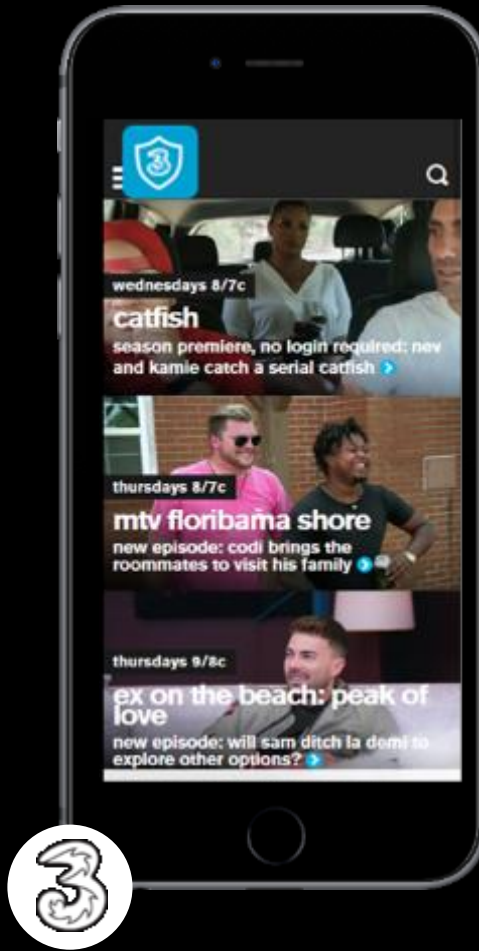 3
wednesdays 8/7c
catfish
season premiere, no login required: nev
and kamie catch a serial catfish
thursdays 8/7c
mtv floribama shore
new episode: codi brings the
roommates to visit his family
thursdays 9/8c
ex on the beach: peak of
love
new episode: will sam ditch la demi to
explore other options?
3